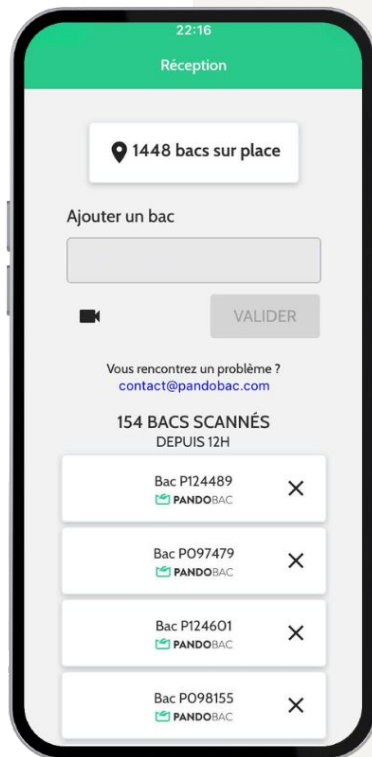 22:16
Réception
1448 bacs sur place
Ajouter un bac
VALIDER
Vous rencontrez un problème ?
contact@pandobac.com
154 BACS SCANNÉS
DEPUIS 12H
Bac P124489
PANDOBAC
Bac P097479
PANDOBAC
Bac P124601
PANDOBAC
Bac P098155
PANDOBAC